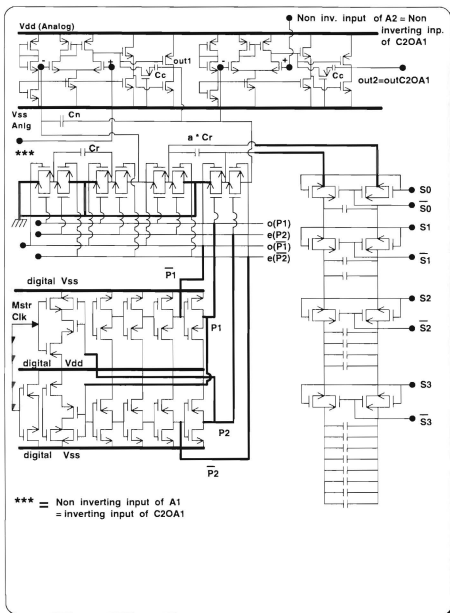 Non inv. input of A2 = Non
inverting inp.
of C2OA1
Vdd (Analog)
out1
Cc
Cc
out2=outC2OA1
Vss
Anlg
Cn
***
Cr
a * Cr
o(P1)
e(P2)
o(P1)
e(P2)
S0
S0
S1
S1
S2
S2
S3
S3
P1
digital Vss
Mstr
Clk
P1
digital Vdd
P2
digital Vss
P2
*** = Non inverting input of A1
= inverting input of C2OA1